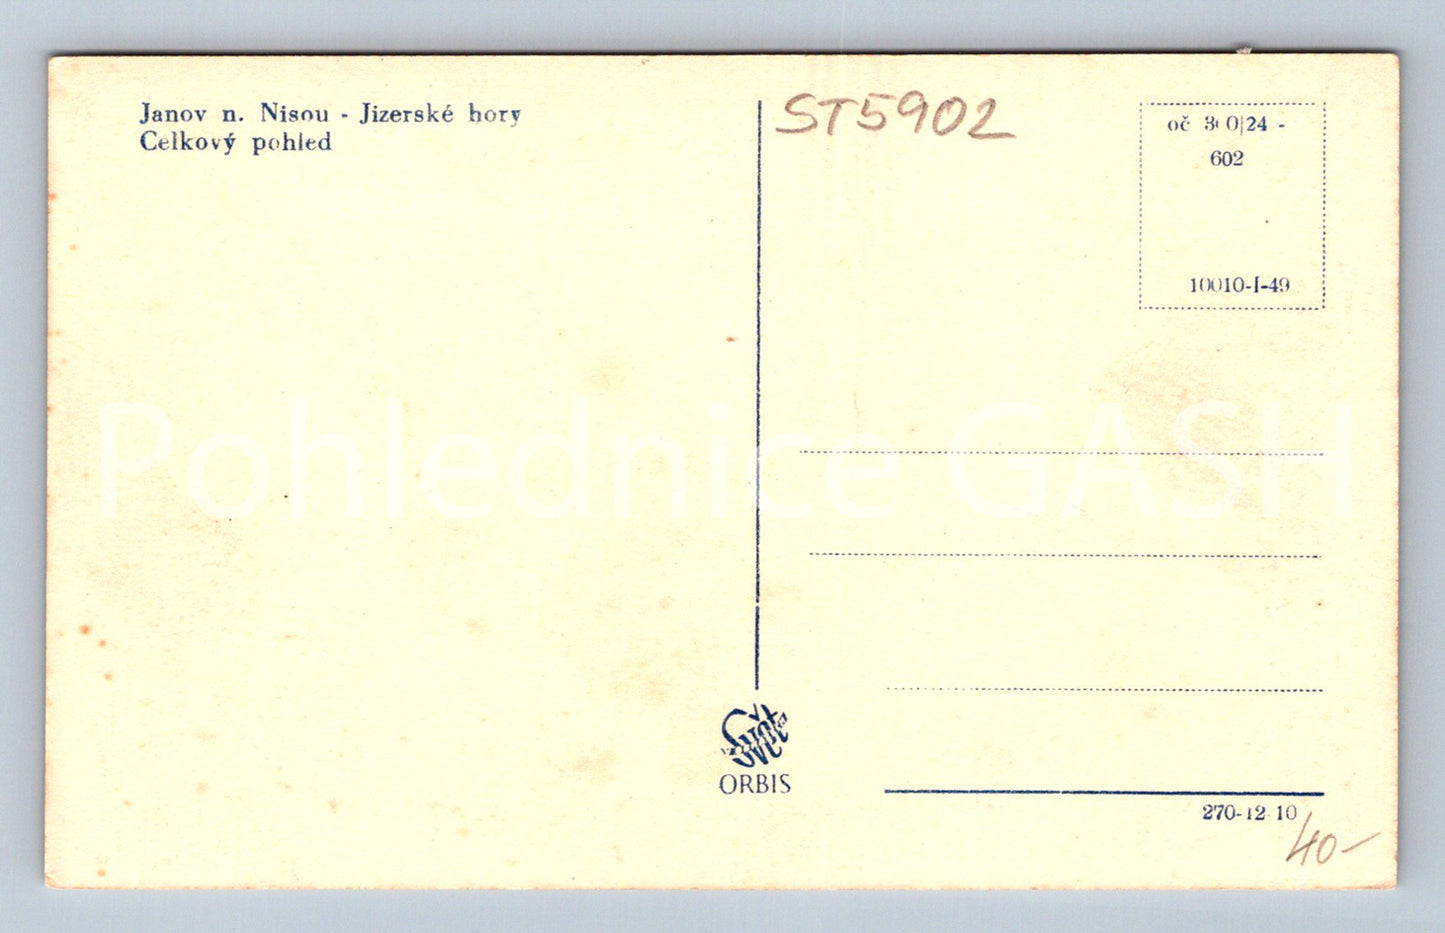 Janov n. Nisou - Jizerské hory
Celkový pohled
ST5902
oč 30|24 -
602
10010-I-49
Pohlednice GASH
ORBIS
270-12 10
40-